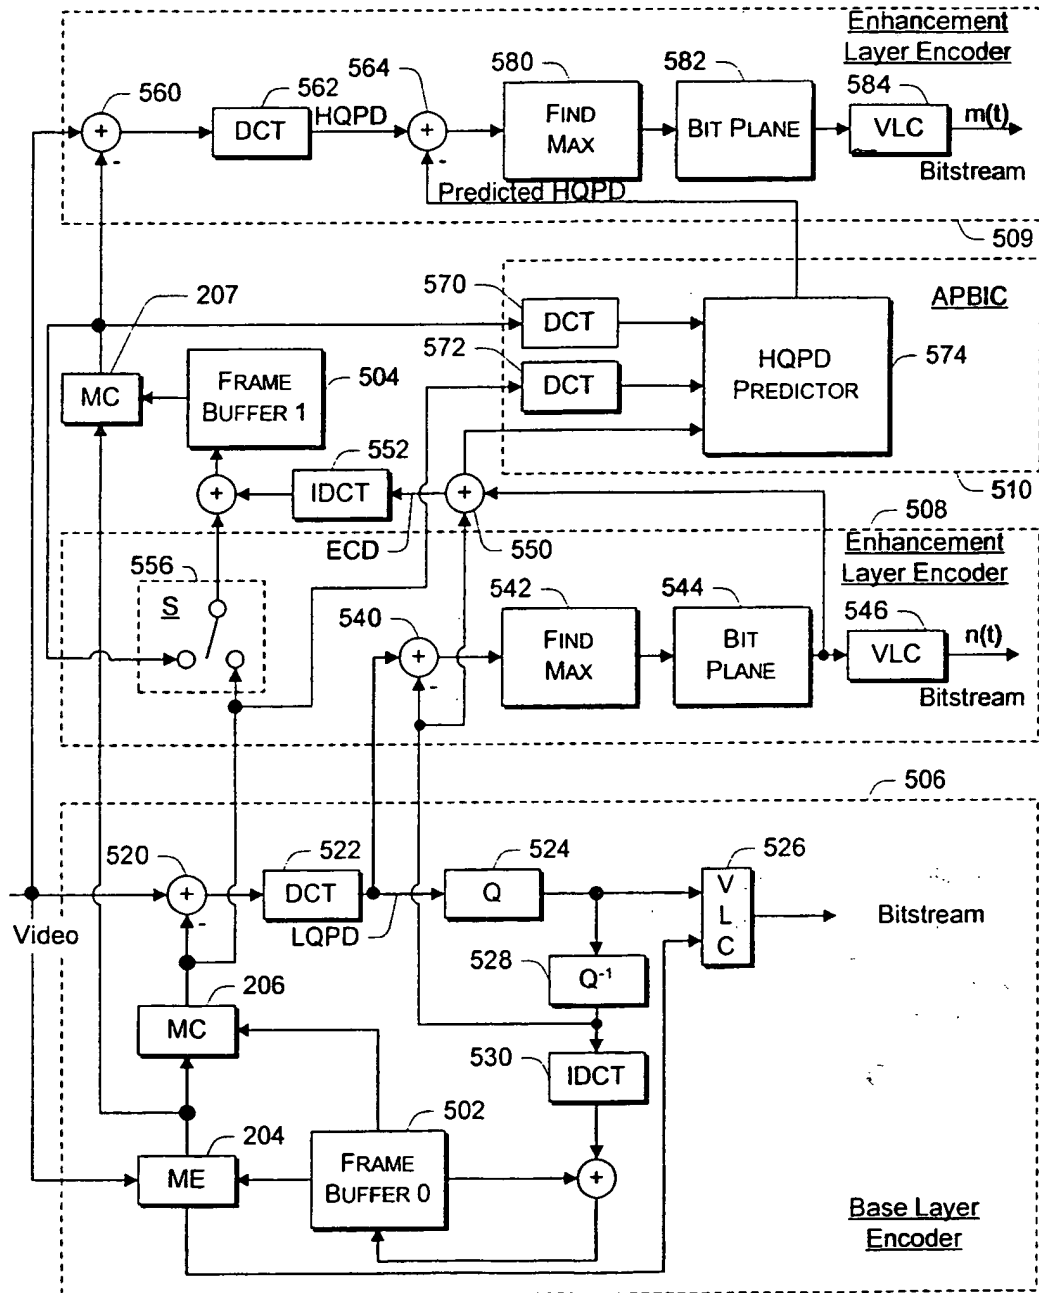 Enhancement
Layer Encoder
560
562
564
580
582
584
+
DCT
HQPD
+
FIND
MAX
BIT PLANE
VLC
m(t)
Bitstream
-
-
Predicted HQPD
509
207
570
DCT
APBIC
572
DCT
HQPD
PREDICTOR
574
MC
FRAME
BUFFER 1
504
552
+
IDCT
+
510
ECD
550
508
Enhancement
Layer Encoder
556
S
540
542
544
546
+
-
FIND
MAX
BIT
PLANE
VLC
n(t)
Bitstream
506
520
522
524
526
+
-
DCT
Q
V
L
C
Bitstream
Video
LQPD
528
Q-1
206
MC
530
IDCT
204
502
ME
FRAME
BUFFER 0
+
Base Layer
Encoder